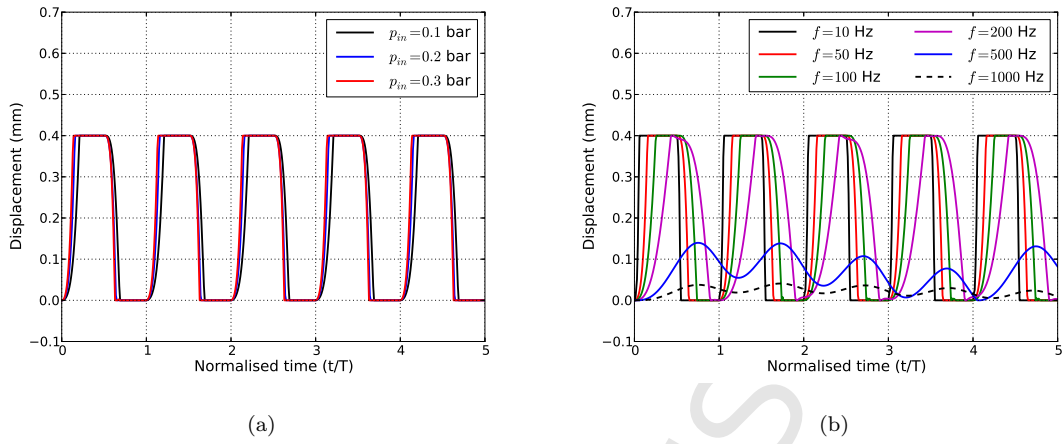 0.7
0.6
0.5
0.4
0.3
0.2
0.1
0.0
−0.1
0
1
2
3
4
5
Displacement (mm)
Normalised time (t/T)
p_in=0.1 bar
p_in=0.2 bar
p_in=0.3 bar
(a)
0.7
0.6
0.5
0.4
0.3
0.2
0.1
0.0
−0.1
0
1
2
3
4
5
Displacement (mm)
Normalised time (t/T)
f=10 Hz
f=50 Hz
f=100 Hz
f=200 Hz
f=500 Hz
f=1000 Hz
(b)
S